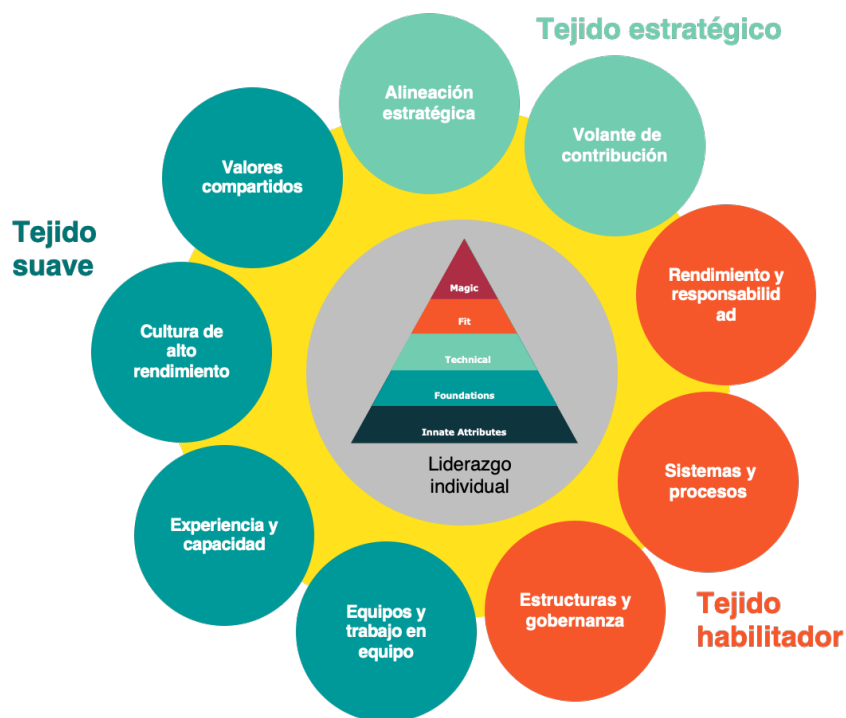 Tejido estratégico
Alineación
estratégica
Volante de
contribución
Valores
compartidos
Tejido
suave
Rendimiento y
responsabilid
ad
Magic
Fit
Technical
Foundations
Innate Attributes
Liderazgo
individual
Cultura de
alto
rendimiento
Sistemas y
procesos
Experiencia y
capacidad
Equipos y
trabajo en
equipo
Estructuras y
gobernanza
Tejido
habilitador